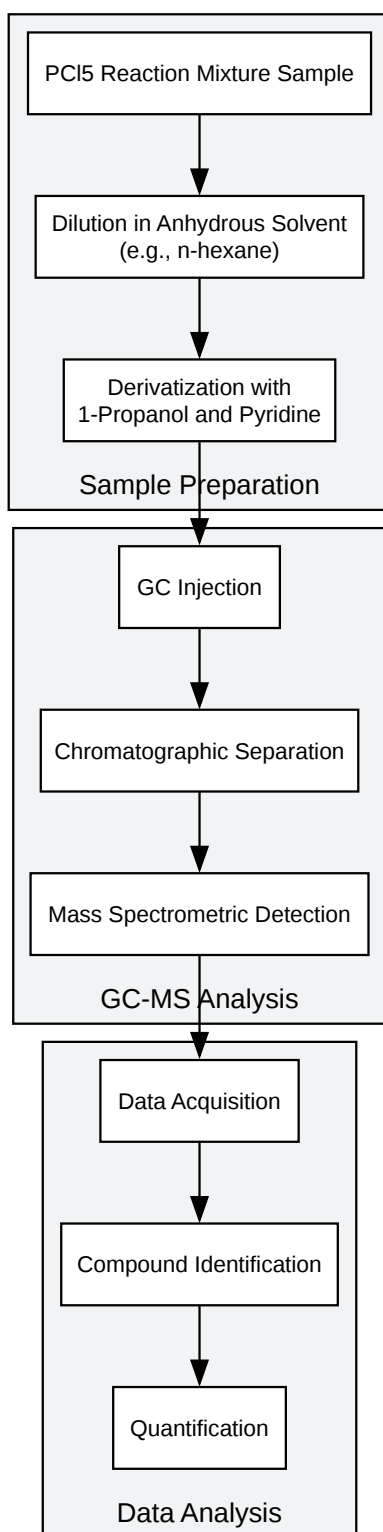 PCl5 Reaction Mixture Sample
Dilution in Anhydrous Solvent
(e.g., n-hexane)
Derivatization with
1-Propanol and Pyridine
Sample Preparation
GC Injection
Chromatographic Separation
Mass Spectrometric Detection
GC-MS Analysis
Data Acquisition
Compound Identification
Quantification
Data Analysis